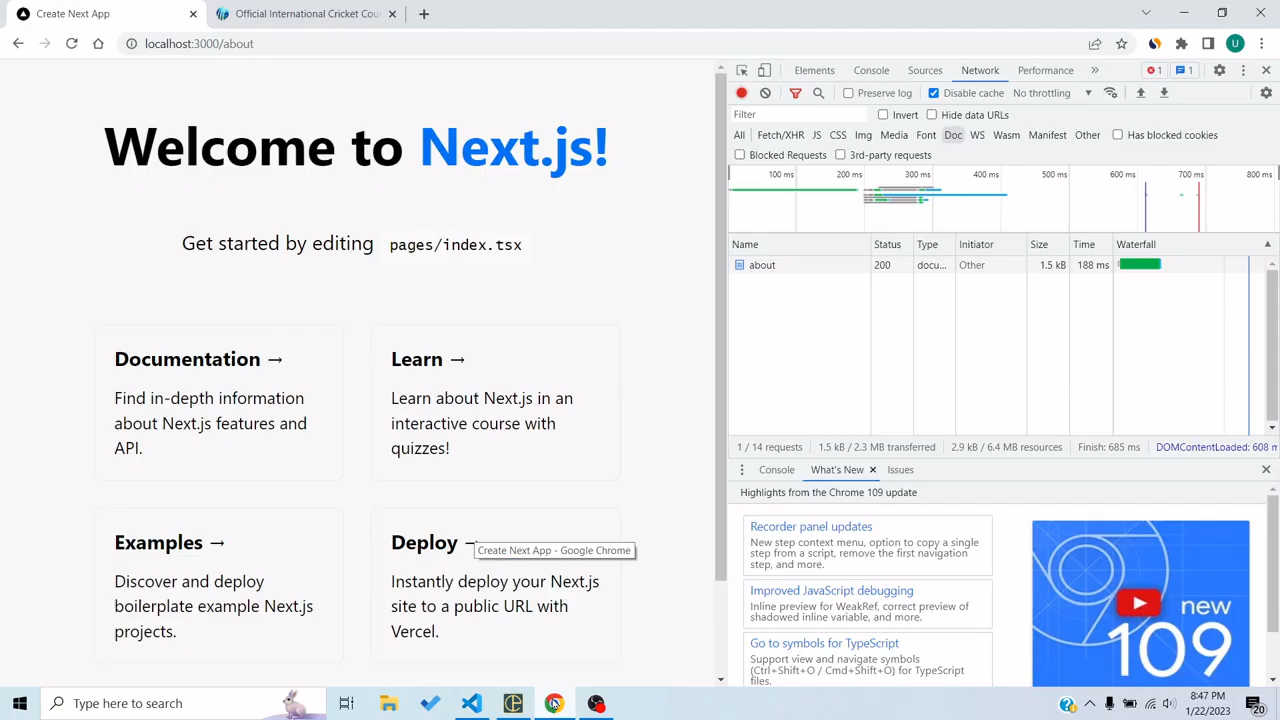 Create Next App
Official International Cricket Cou
localhost:3000/about
U
Elements Console Sources Network Performance
1 1
Preserve log Disable cache No throttling
Filter Invert Hide data URLs
All Fetch/XHR JS CSS Img Media Font Doc WS Wasm Manifest Other Has blocked cookies
Blocked Requests 3rd-party requests
100 ms 200 ms 300 ms 400 ms 500 ms 600 ms 700 ms 800 ms
Name Status Type Initiator Size Time Waterfall
about 200 docu... Other 1.5 kB 188 ms
1 / 14 requests 1.5 kB / 2.3 MB transferred 2.9 kB / 6.4 MB resources Finish: 685 ms DOMContentLoaded: 608 m
Console What's New Issues
Highlights from the Chrome 109 update
Recorder panel updates
New step context menu, option to copy a single
step from a script, remove the first navigation
step, and more.
Improved JavaScript debugging
Inline preview for WeakRef, correct preview of
shadowed inline variable, and more.
Go to symbols for TypeScript
Support view and navigate symbols
(Ctrl+Shift+O / Cmd+Shift+O) for TypeScript
files.
new
109
Welcome to Next.js!
Get started by editing pages/index.tsx
Documentation →
Find in-depth information
about Next.js features and
API.
Learn →
Learn about Next.js in an
interactive course with
quizzes!
Examples →
Discover and deploy
boilerplate example Next.js
projects.
Deploy →
Instantly deploy your Next.js
site to a public URL with
Vercel.
Create Next App - Google Chrome
Type here to search
8:47 PM
1/22/2023
20